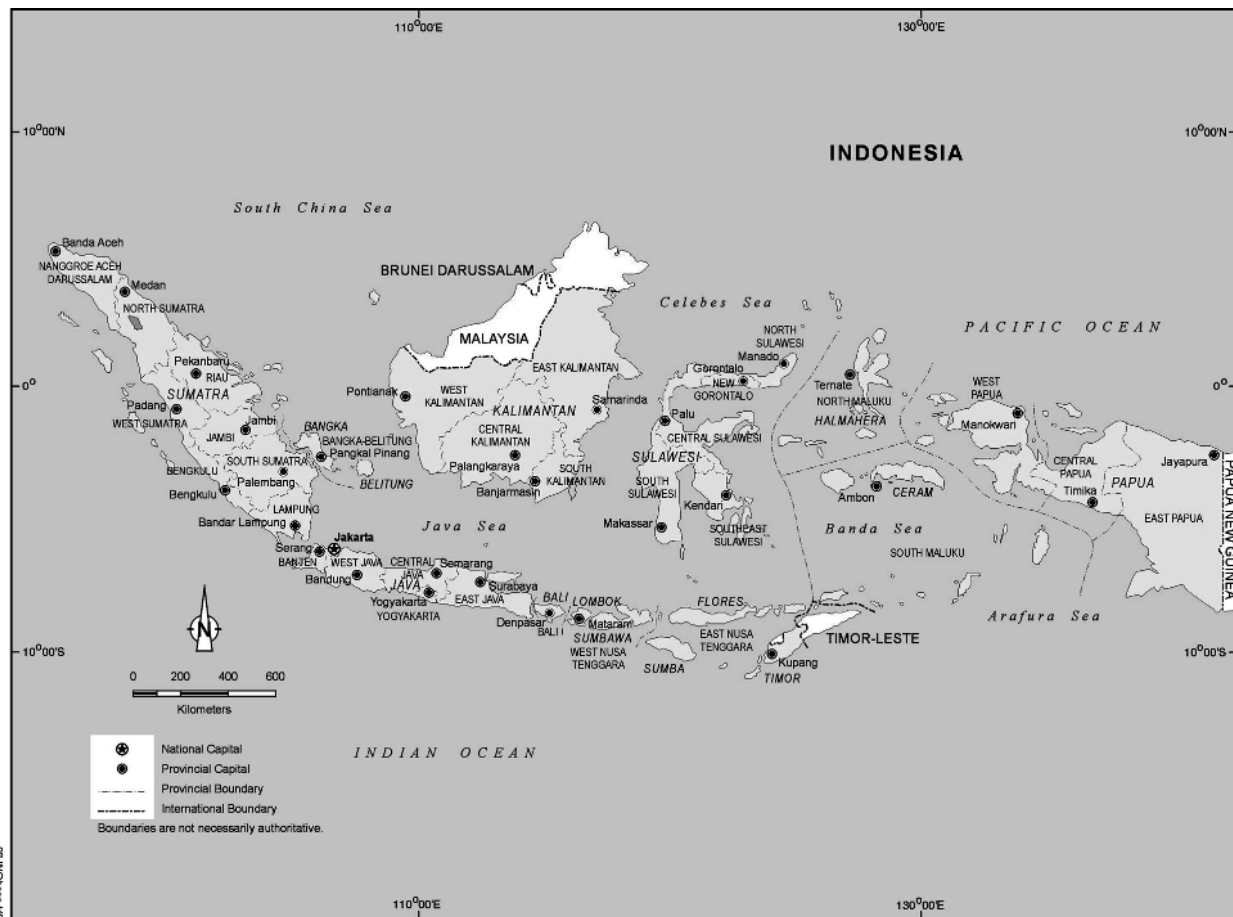 110°00'E
130°00'E
10°00'N
10°00'N
INDONESIA
South China Sea
Banda Aceh
NANGGROE ACEH
DARUSSALAM
Medan
NORTH SUMATRA
BRUNEI DARUSSALAM
MALAYSIA
Celebes Sea
PACIFIC OCEAN
NORTH
SULAWESI
Manado
Gorontalo
NEW
GORONTALO
Pekanbaru
RIAU
SUMATRA
EAST KALIMANTAN
0°
0°
Pontianak
WEST
KALIMANTAN
KALIMANTAN
Samarinda
Ternate
NORTH MALUKU
HALMAHERA
WEST
PAPUA
Manokwari
Padang
WEST SUMATRA
Jambi
JAMBI
BANGKA
BANGKA-BELITUNG
Pangkal Pinang
BELITUNG
CENTRAL
KALIMANTAN
Palangkaraya
Palu
CENTRAL SULAWESI
SULAWESI
BENGKULU
Bengkulu
SOUTH SUMATRA
Palembang
SOUTH
KALIMANTAN
Banjarmasin
SOUTH
SULAWESI
Kendari
Makassar
SOUTHEAST
SULAWESI
Ambon
CERAM
CENTRAL
PAPUA
Timika
PAPUA
Jayapura
EAST PAPUA
PAPUA NEW GUINEA
LAMPUNG
Bandar Lampung
Java Sea
Banda Sea
SOUTH MALUKU
Serang
Jakarta
BANJEN
WEST JAVA
Bandung
CENTRAL
JAVA
Semarang
JAVA
Surabaya
EAST JAVA
Yogyakarta
YOGYAKARTA
BALI
Denpasar
BALI I
LOMBOK
Mataram
SUMBAWA
WEST NUSA
TENGGARA
FLORES
EAST NUSA
TENGGARA
SUMBA
Kupang
TIMOR
TIMOR-LESTE
Arafura Sea
10°00'S
10°00'S
N
0 200 400 600
Kilometers
INDIAN OCEAN
National Capital
Provincial Capital
Provincial Boundary
International Boundary
Boundaries are not necessarily authoritative.
110°00'E
130°00'E